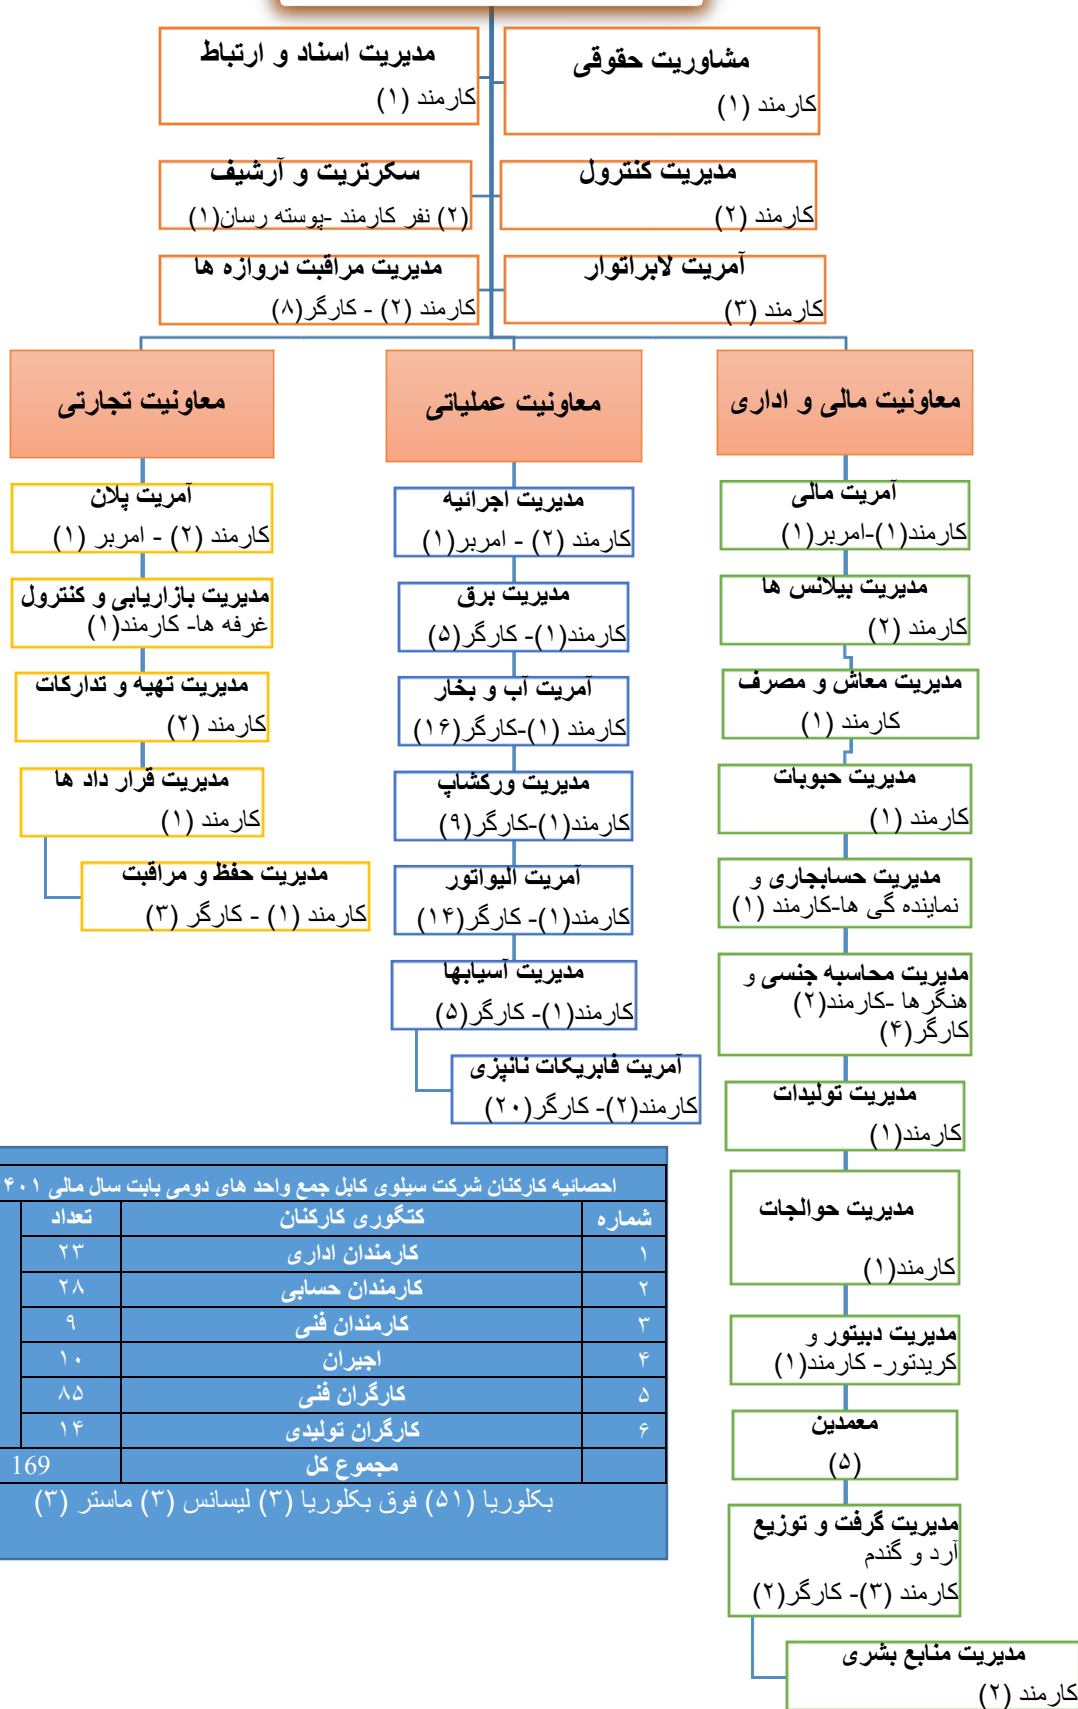 مشاوریت حقوقی
کارمند (۱)
مدیریت اسناد و ارتباط
کارمند (۱)
مدیریت کنترول
کارمند (۲)
سکرتریت و آرشیف
(۲) نفر کارمند -پوسته رسان(۱)
آمریت لابراتوار
کارمند (۳)
مدیریت مراقبت دروازه ها
کارمند (۲) - کارگر(۸)
معاونیت مالی و اداری
آمریت مالی
کارمند(۱)-امربر(۱)
مدیریت بیلانس ها
کارمند (۲)
مدیریت معاش و مصرف
کارمند (۱)
مدیریت حبوبات
کارمند (۱)
مدیریت حسابجاری و
نماینده گی ها-کارمند (۱)
مدیریت محاسبه جنسی و
هنگرها -کارمند(۲)
کارگر(۴)
مدیریت تولیدات
کارمند(۱)
مدیریت حوالجات
کارمند(۱)
مدیریت دبیتور و
کریدتور- کارمند(۱)
معمدین
(۵)
مدیریت گرفت و توزیع
آرد و گندم
کارمند (۳)- کارگر(۲)
مدیریت منابع بشری
کارمند (۲)
معاونیت عملیاتی
مدیریت اجرائیه
کارمند (۲) - امربر(۱)
مدیریت برق
کارمند(۱)- کارگر(۵)
آمریت آب و بخار
کارمند (۱)-کارگر(۱۶)
مدیریت ورکشاپ
کارمند(۱)-کارگر(۹)
آمریت الیواتور
کارمند(۱)- کارگر(۱۴)
مدیریت آسیابها
کارمند(۱)- کارگر(۵)
آمریت فابریکات نانپزی
کارمند(۲)- کارگر(۲۰)
معاونیت تجارتی
آمریت پلان
کارمند (۲) - امربر (۱)
مدیریت بازاریابی و کنترول
غرفه ها- کارمند(۱)
مدیریت تهیه و تدارکات
کارمند (۲)
مدیریت قرار داد ها
کارمند (۱)
مدیریت حفظ و مراقبت
کارمند (۱) - کارگر (۳)
احصائیه کارکنان شرکت سیلوی کابل جمع واحد های دومی بابت سال مالی ۴۰۱
شماره کتگوری کارکنان تعداد
۱ کارمندان اداری ۲۳
۲ کارمندان حسابی ۲۸
۳ کارمندان فنی ۹
۴ اجیران ۱۰
۵ کارگران فنی ۸۵
۶ کارگران تولیدی ۱۴
مجموع کل 169
بکلوریا (۵۱) فوق بکلوریا (۳) لیسانس (۳) ماستر (۳)